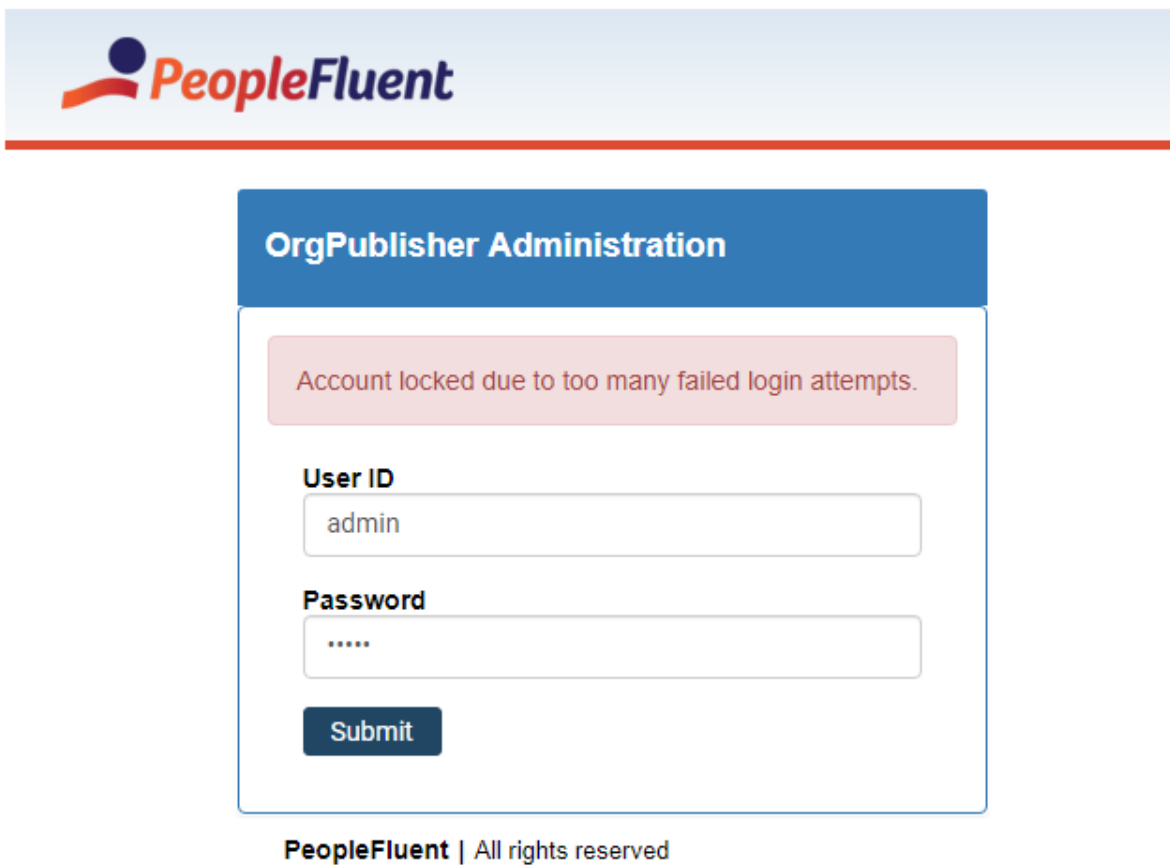 PeopleFluent
OrgPublisher Administration
Account locked due to too many failed login attempts.
User ID
admin
Password
•••••
Submit
PeopleFluent | All rights reserved